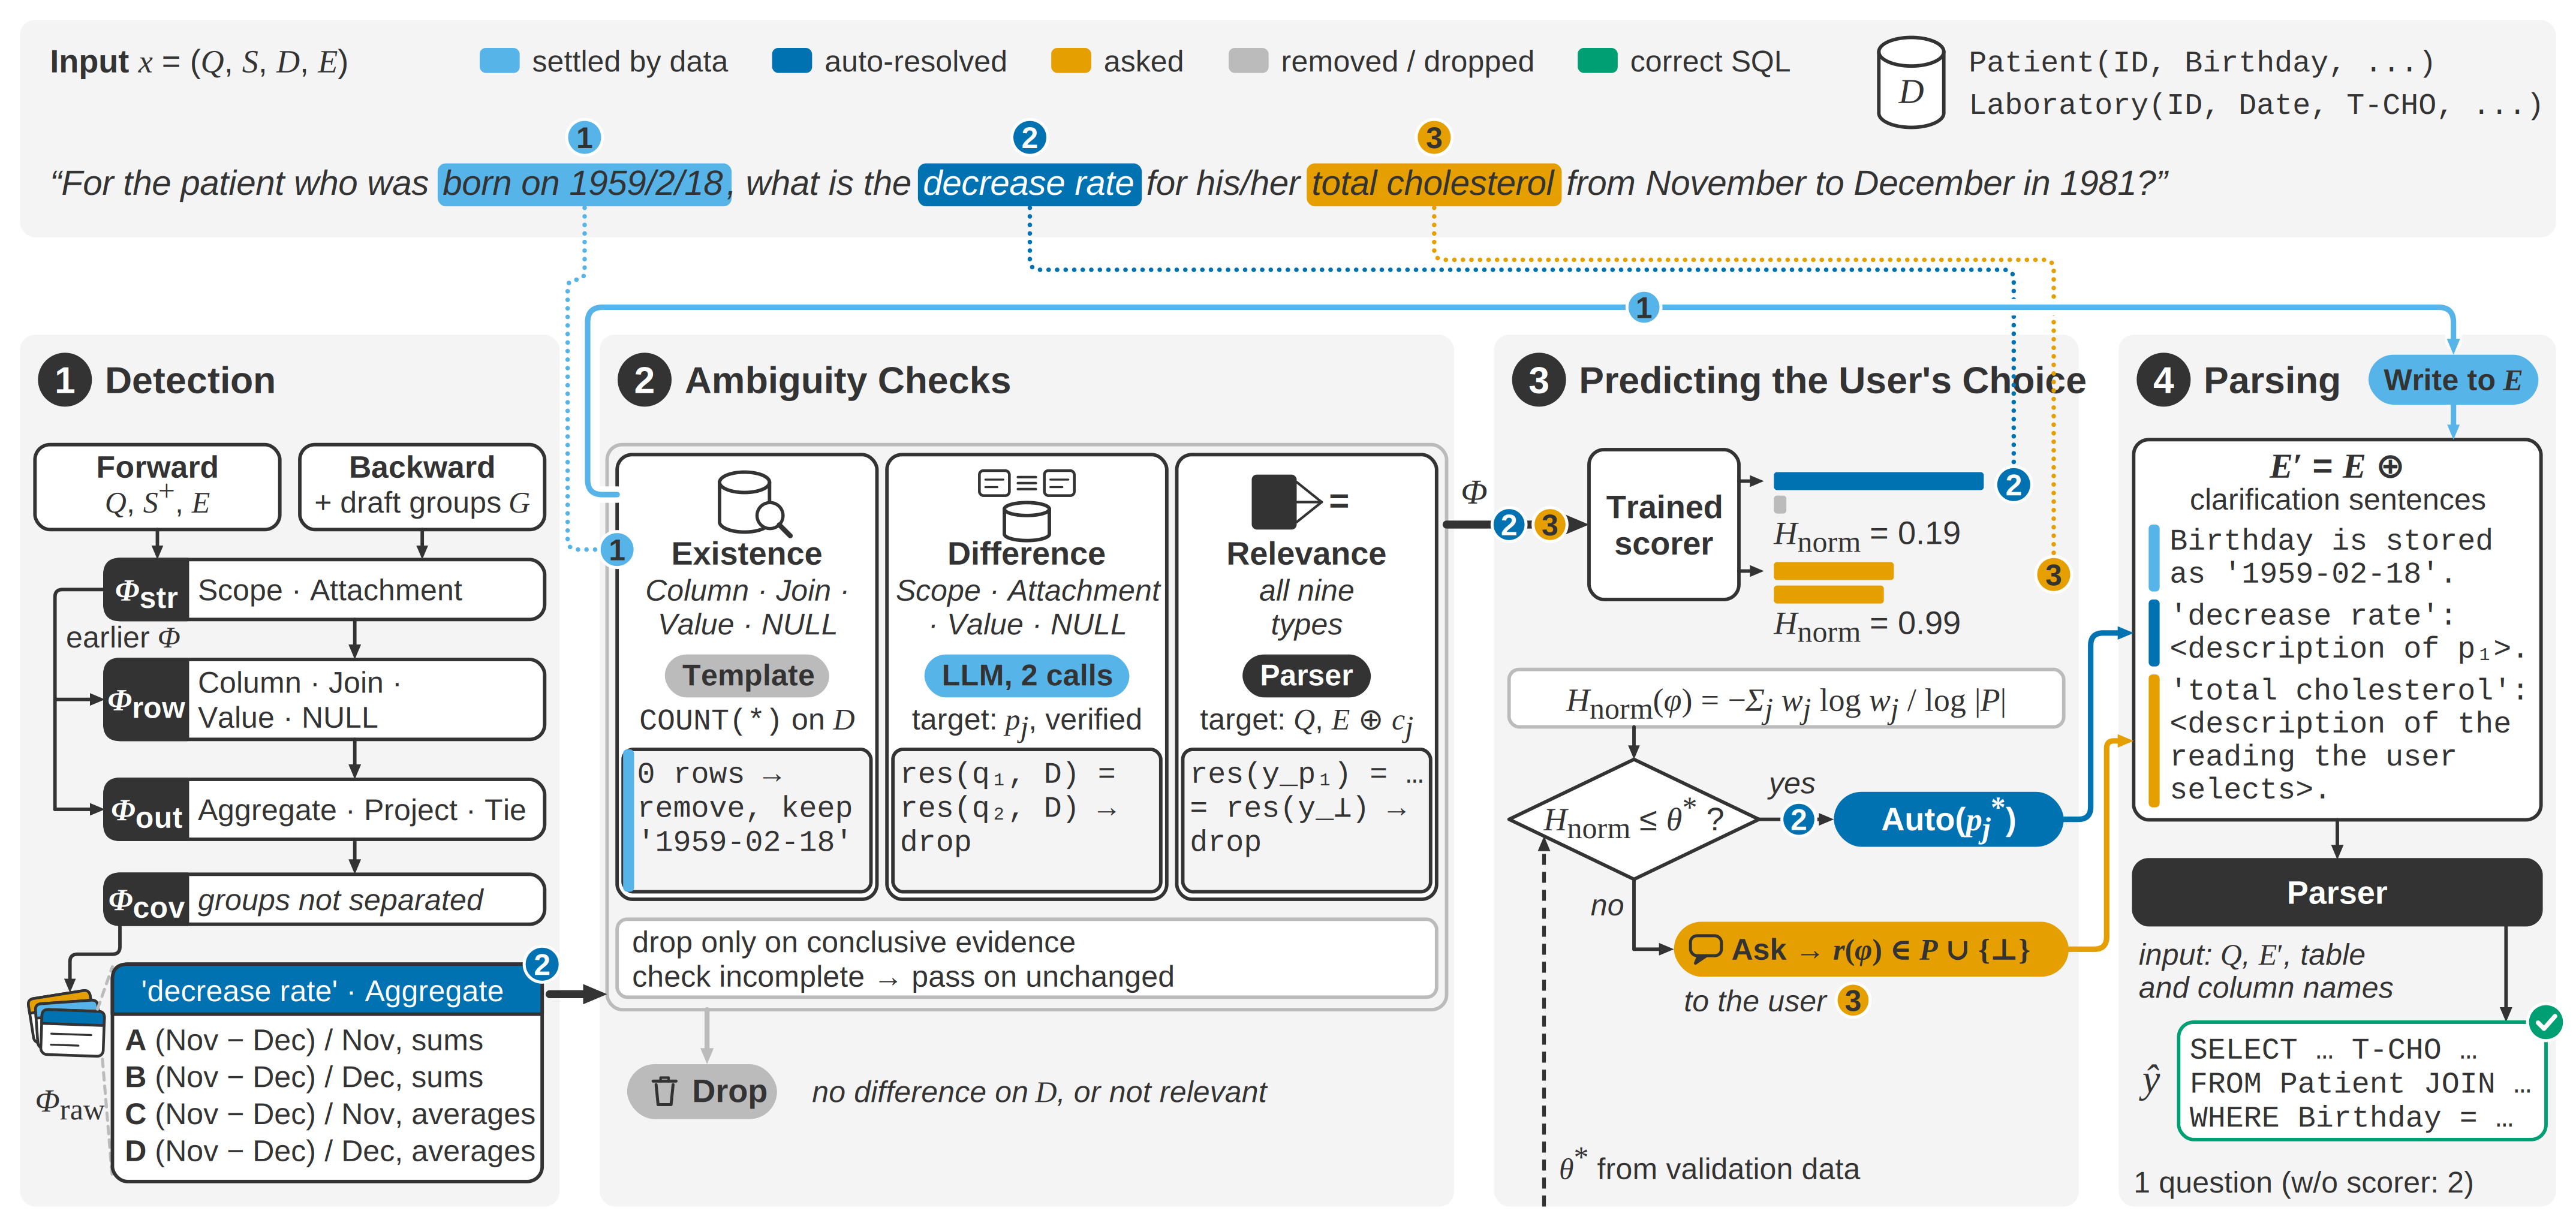 Input x = (Q, S, D, E)
settled by data
auto-resolved
asked
removed / dropped
correct SQL
D
Patient(ID, Birthday, ...)
Laboratory(ID, Date, T-CHO, ...)
1
2
3
“For the patient who was born on 1959/2/18, what is the decrease rate for his/her total cholesterol from November to December in 1981?”
1
1 Detection
Forward
Q, S+, E
Backward
+ draft groups G
Φstr
Scope · Attachment
earlier Φ
Φrow
Column · Join ·
Value · NULL
Φout
Aggregate · Project · Tie
Φcov
groups not separated
2
'decrease rate' · Aggregate
A (Nov − Dec) / Nov, sums
B (Nov − Dec) / Dec, sums
C (Nov − Dec) / Nov, averages
D (Nov − Dec) / Dec, averages
Φraw
2 Ambiguity Checks
1
Existence
Column · Join ·
Value · NULL
Template
COUNT(*) on D
0 rows →
remove, keep
'1959-02-18'
Difference
Scope · Attachment
· Value · NULL
LLM, 2 calls
target: pj, verified
res(q₁, D) =
res(q₂, D) →
drop
=
Relevance
all nine
types
Parser
target: Q, E ⊕ cj
res(y_p₁) = …
= res(y_⊥) →
drop
drop only on conclusive evidence
check incomplete → pass on unchanged
Drop
no difference on D, or not relevant
Φ
2
3
3 Predicting the User's Choice
Trained
scorer
2
Hnorm = 0.19
3
Hnorm = 0.99
Hnorm(φ) = −Σj wj log wj / log |P|
Hnorm ≤ θ* ?
yes
2
Auto(pj*)
no
Ask → r(φ) ∈ P ∪ {⊥}
to the user 3
θ* from validation data
4 Parsing
Write to E
E′ = E ⊕
clarification sentences
Birthday is stored
as '1959-02-18'.
'decrease rate':
<description of p₁>.
'total cholesterol':
<description of the
reading the user
selects>.
Parser
input: Q, E′, table
and column names
ŷ
SELECT … T-CHO …
FROM Patient JOIN …
WHERE Birthday = …
1 question (w/o scorer: 2)